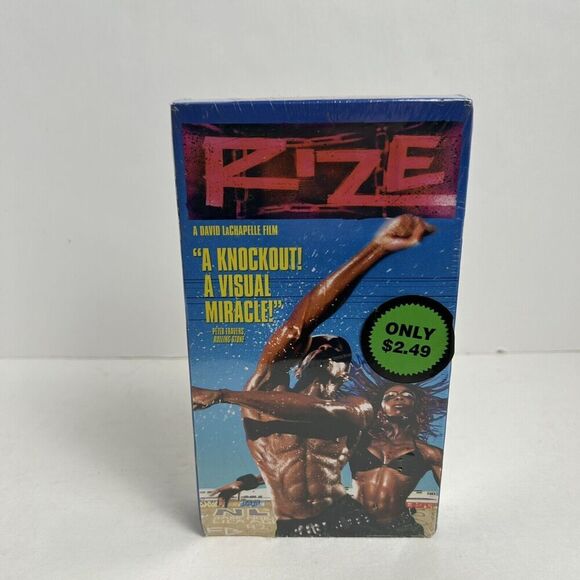 RIZE
A DAVID LaCHAPELLE FILM
"A KNOCKOUT!
A VISUAL
MIRACLE!"
—PETER TRAVERS,
ROLLING STONE
ONLY
$2.49